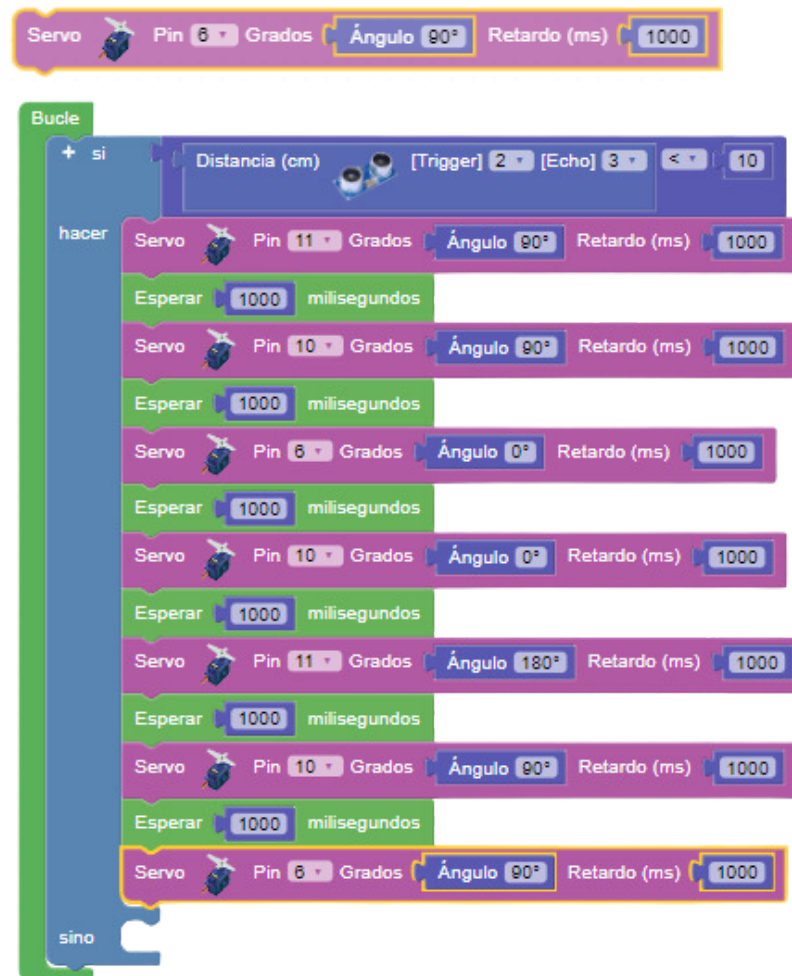 Servo Pin 6 Grados Ángulo 90° Retardo (ms) 1000
Bucle
+ si Distancia (cm) [Trigger] 2 [Echo] 3 < 10
hacer Servo Pin 11 Grados Ángulo 90° Retardo (ms) 1000
Esperar 1000 milisegundos
Servo Pin 10 Grados Ángulo 90° Retardo (ms) 1000
Esperar 1000 milisegundos
Servo Pin 6 Grados Ángulo 0° Retardo (ms) 1000
Esperar 1000 milisegundos
Servo Pin 10 Grados Ángulo 0° Retardo (ms) 1000
Esperar 1000 milisegundos
Servo Pin 11 Grados Ángulo 180° Retardo (ms) 1000
Esperar 1000 milisegundos
Servo Pin 10 Grados Ángulo 90° Retardo (ms) 1000
Esperar 1000 milisegundos
Servo Pin 6 Grados Ángulo 90° Retardo (ms) 1000
sino